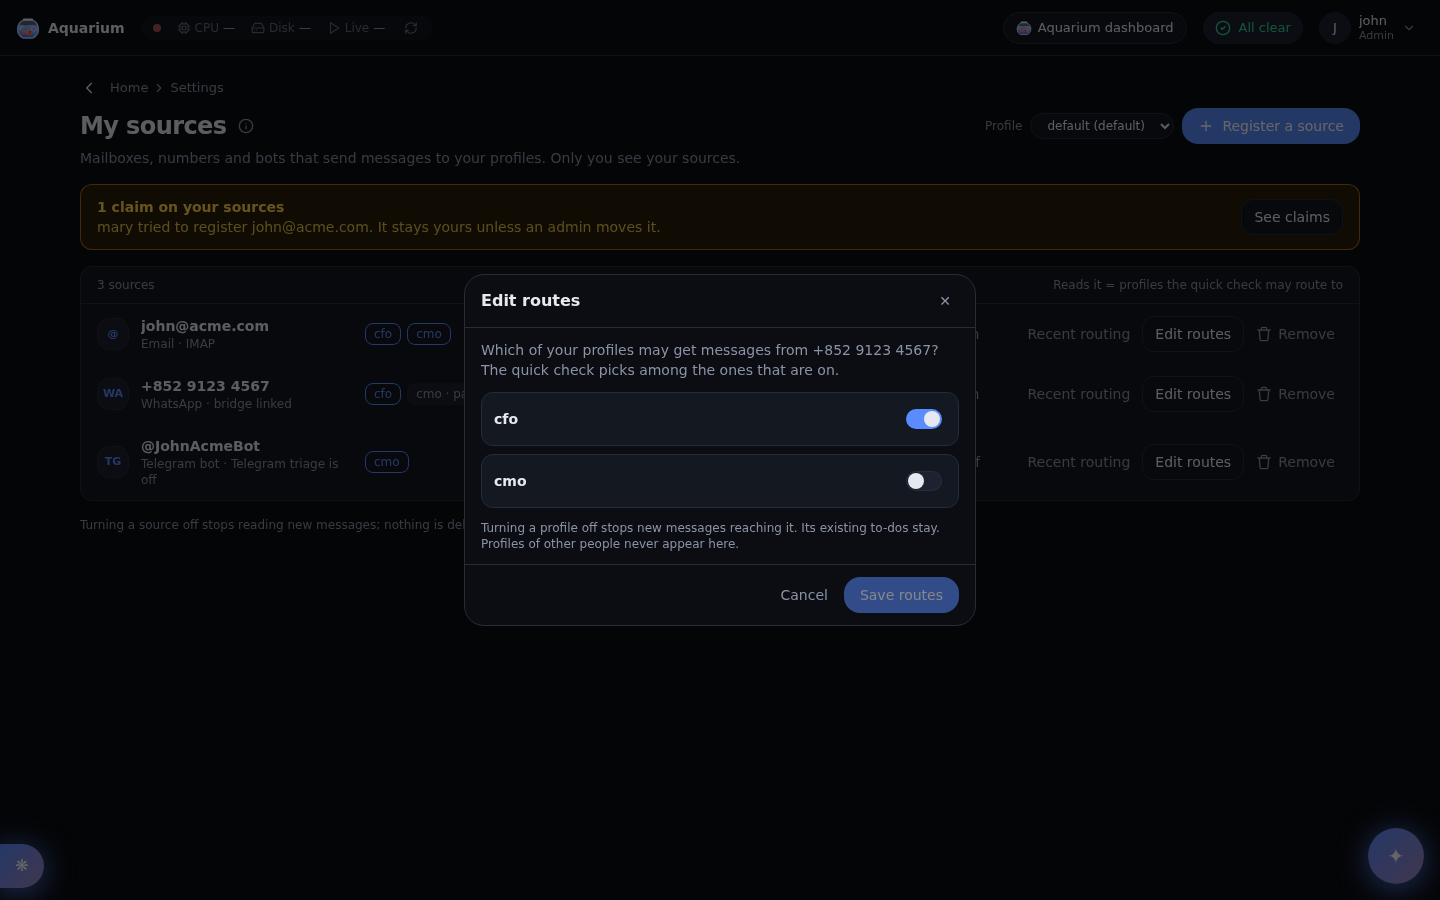 Aquarium
CPU —
Disk —
Live —
Aquarium dashboard
All clear
J
john
Admin
Home
Settings
My sources
Profile
default (default)
Register a source
Mailboxes, numbers and bots that send messages to your profiles. Only you see your sources.
1 claim on your sources
mary tried to register john@acme.com. It stays yours unless an admin moves it.
See claims
3 sources
Reads it = profiles the quick check may route to
@
john@acme.com
Email · IMAP
cfo
cmo
Recent routing
Edit routes
Remove
WA
+852 9123 4567
WhatsApp · bridge linked
cfo
cmo ·
Recent routing
Edit routes
Remove
TG
@JohnAcmeBot
Telegram bot · Telegram triage is
off
cmo
Recent routing
Edit routes
Remove
Turning a source off stops reading new messages; nothing is
Edit routes
Which of your profiles may get messages from +852 9123 4567?
The quick check picks among the ones that are on.
cfo
cmo
Turning a profile off stops new messages reaching it. Its existing to-dos stay.
Profiles of other people never appear here.
Cancel
Save routes